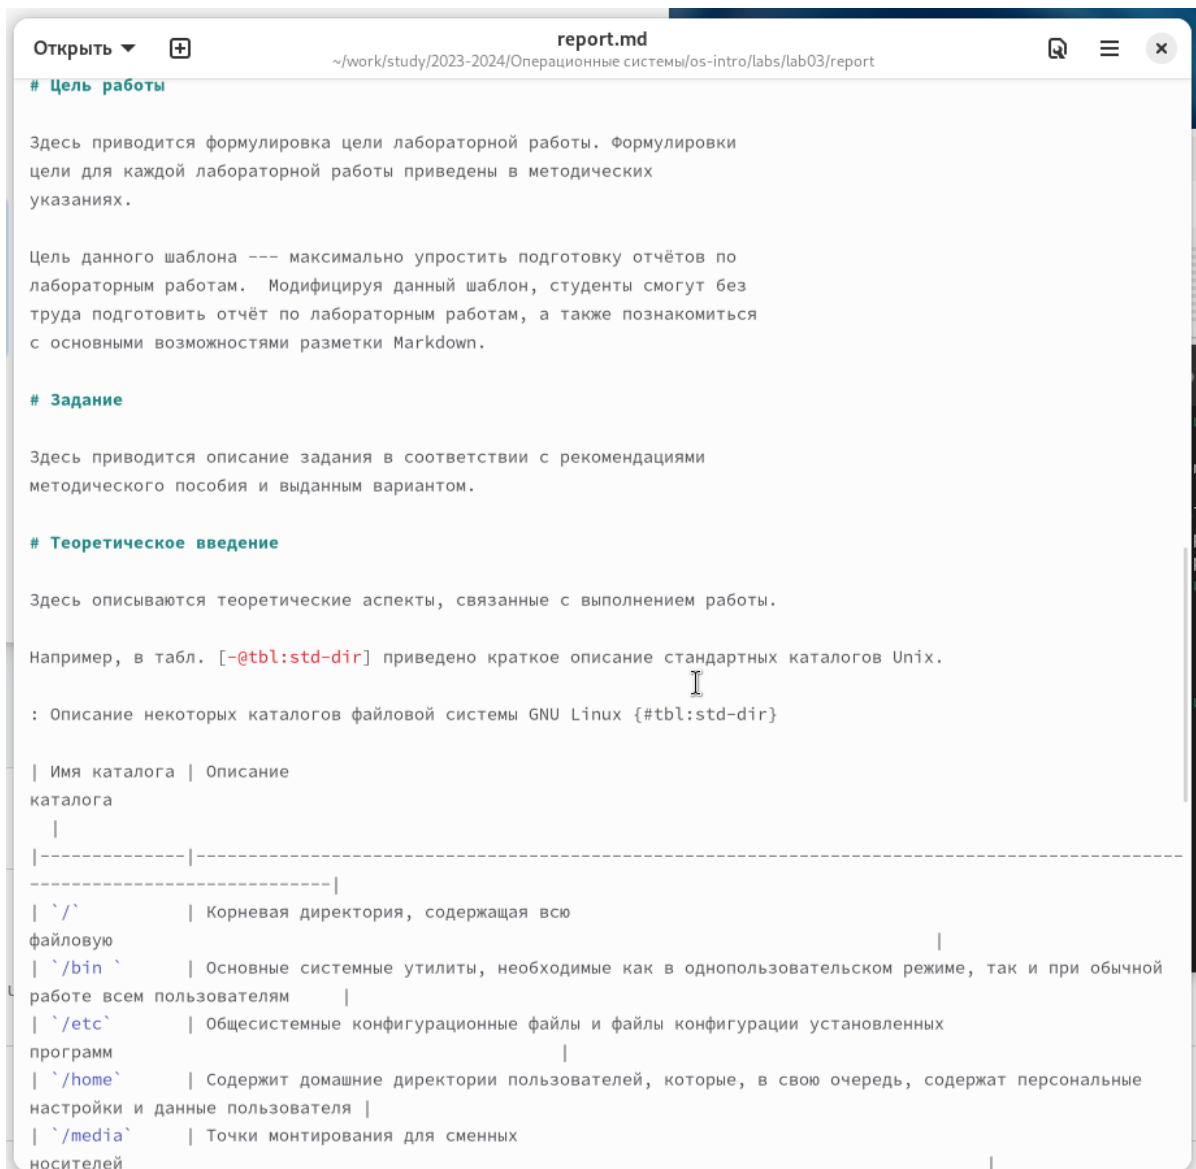 Открыть
report.md
~/work/study/2023-2024/Операционные системы/os-intro/labs/lab03/report
# Цель работы
Здесь приводится формулировка цели лабораторной работы. Формулировки
цели для каждой лабораторной работы приведены в методических
указаниях.
Цель данного шаблона --- максимально упростить подготовку отчётов по
лабораторным работам.  Модифицируя данный шаблон, студенты смогут без
труда подготовить отчёт по лабораторным работам, а также познакомиться
с основными возможностями разметки Markdown.
# Задание
Здесь приводится описание задания в соответствии с рекомендациями
методического пособия и выданным вариантом.
# Теоретическое введение
Здесь описываются теоретические аспекты, связанные с выполнением работы.
Например, в табл. [-@tbl:std-dir] приведено краткое описание стандартных каталогов Unix.
: Описание некоторых каталогов файловой системы GNU Linux {#tbl:std-dir}
| Имя каталога | Описание
каталога
|
|--------------|-----------------------------------------------------------------------------------------------
-----------------------------|
| `/` | Корневая директория, содержащая всю
файловую |
| `/bin ` | Основные системные утилиты, необходимые как в однопользовательском режиме, так и при обычной
работе всем пользователям |
| `/etc` | Общесистемные конфигурационные файлы и файлы конфигурации установленных
программ |
| `/home` | Содержит домашние директории пользователей, которые, в свою очередь, содержат персональные
настройки и данные пользователя |
| `/media` | Точки монтирования для сменных
носителей |